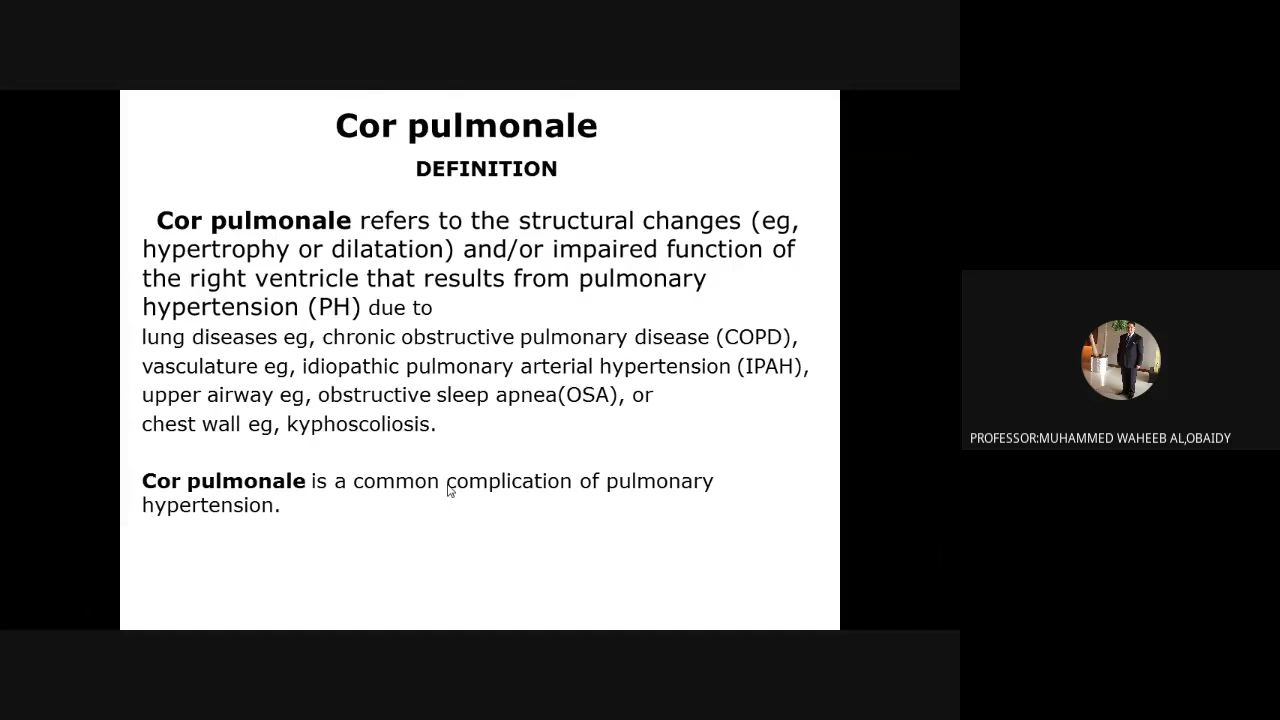 Cor pulmonale
DEFINITION
Cor pulmonale refers to the structural changes (eg,
hypertrophy or dilatation) and/or impaired function of
the right ventricle that results from pulmonary
hypertension (PH) due to
lung diseases eg, chronic obstructive pulmonary disease (COPD),
vasculature eg, idiopathic pulmonary arterial hypertension (IPAH),
upper airway eg, obstructive sleep apnea(OSA), or
chest wall eg, kyphoscoliosis.
Cor pulmonale is a common complication of pulmonary
hypertension.
PROFESSOR:MUHAMMED WAHEEB AL,OBAIDY